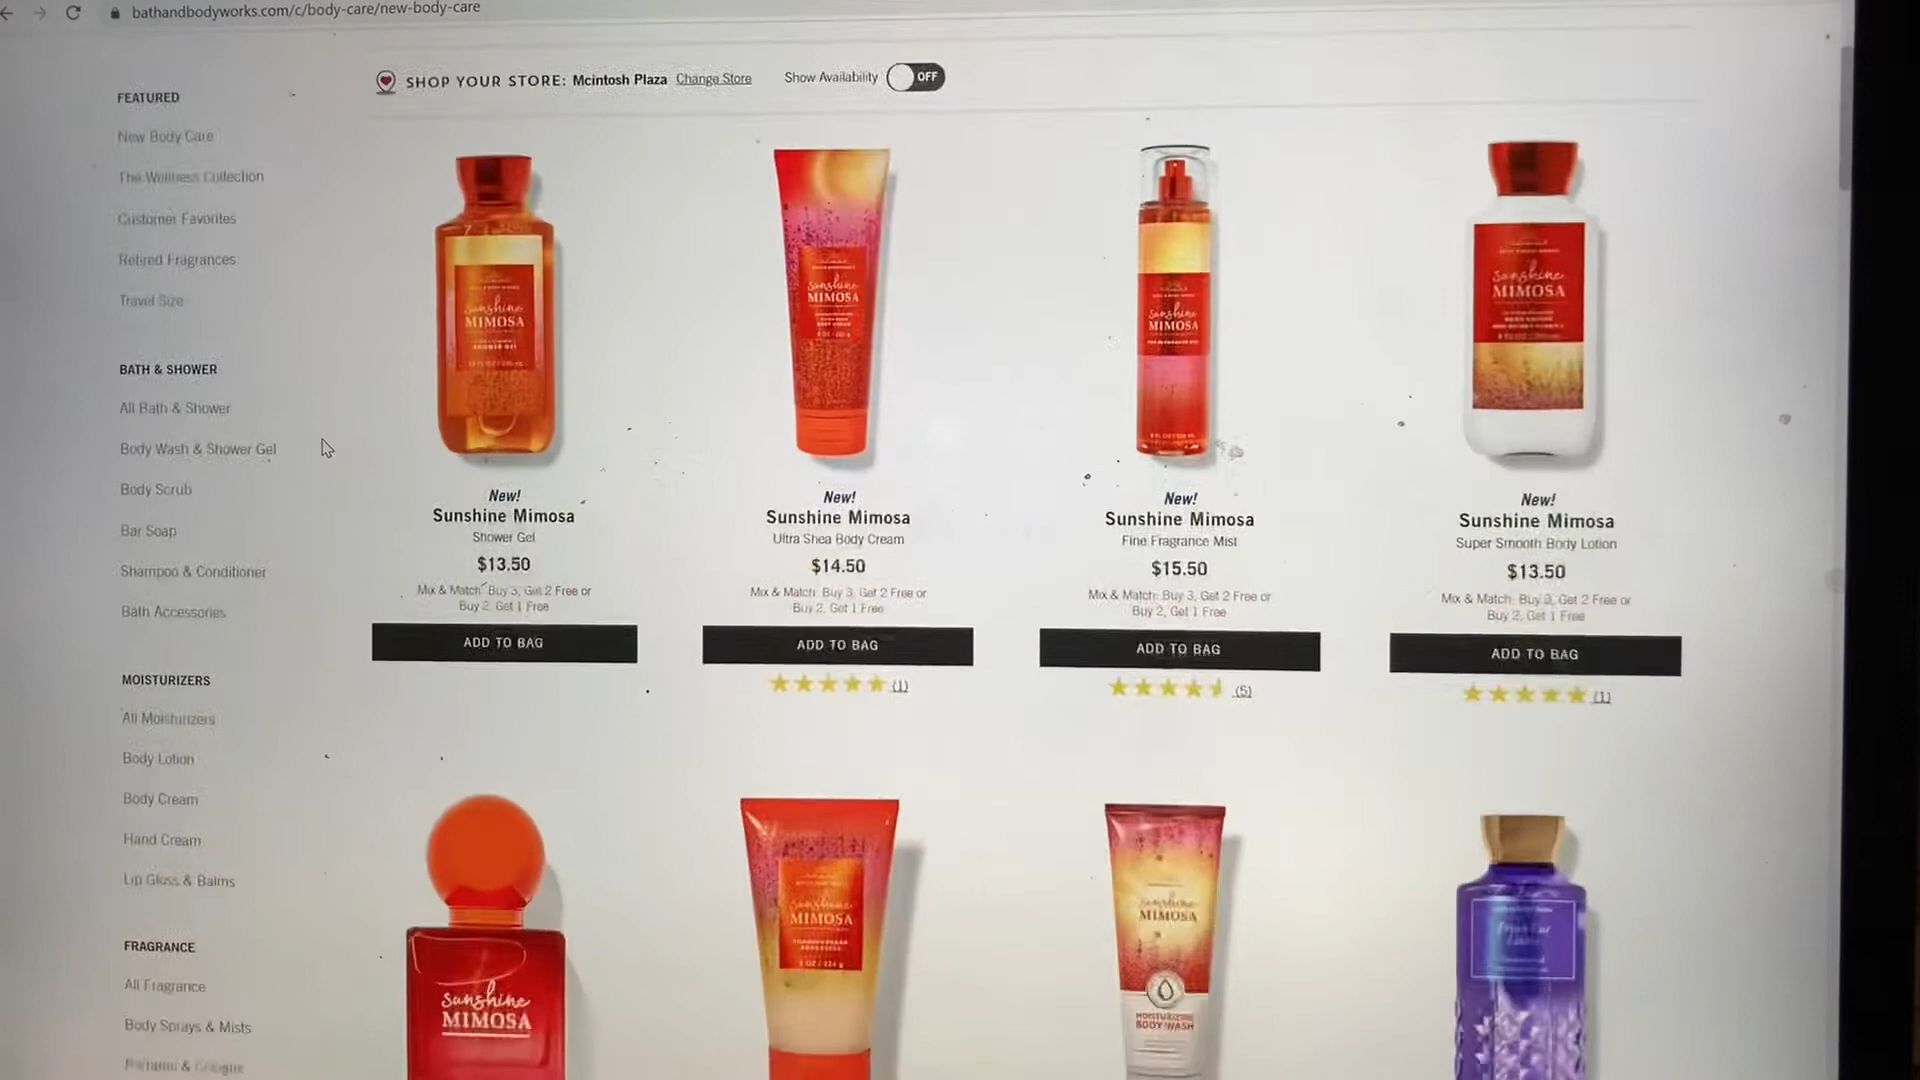 bathandbodyworks.com/c/body-care/new-body-care
SHOP YOUR STORE: Mcintosh Plaza Change Store Show Availability OFF
FEATURED
New Body Care
The Wellness Collection
Customer Favorites
Retired Fragrances
Travel Size
BATH & SHOWER
All Bath & Shower
Body Wash & Shower Gel
Body Scrub
Bar Soap
Shampoo & Conditioner
Bath Accessories
MOISTURIZERS
All Moisturizers
Body Lotion
Body Cream
Hand Cream
Lip Gloss & Balms
FRAGRANCE
All Fragrance
Body Sprays & Mists
Perfume & Cologne
sunshine
MIMOSA
SHOWER GEL
New!
Sunshine Mimosa
Shower Gel
$13.50
Mix & Match: Buy 3, Get 2 Free or
Buy 2, Get 1 Free
ADD TO BAG
sunshine
MIMOSA
BODY CREAM
New!
Sunshine Mimosa
Ultra Shea Body Cream
$14.50
Mix & Match: Buy 3, Get 2 Free or
Buy 2, Get 1 Free
ADD TO BAG
(1)
sunshine
MIMOSA
New!
Sunshine Mimosa
Fine Fragrance Mist
$15.50
Mix & Match: Buy 3, Get 2 Free or
Buy 2, Get 1 Free
ADD TO BAG
(5)
sunshine
MIMOSA
New!
Sunshine Mimosa
Super Smooth Body Lotion
$13.50
Mix & Match: Buy 3, Get 2 Free or
Buy 2, Get 1 Free
ADD TO BAG
(1)
sunshine
MIMOSA
sunshine
MIMOSA
sunshine
MIMOSA
MOISTURIZING
BODY WASH